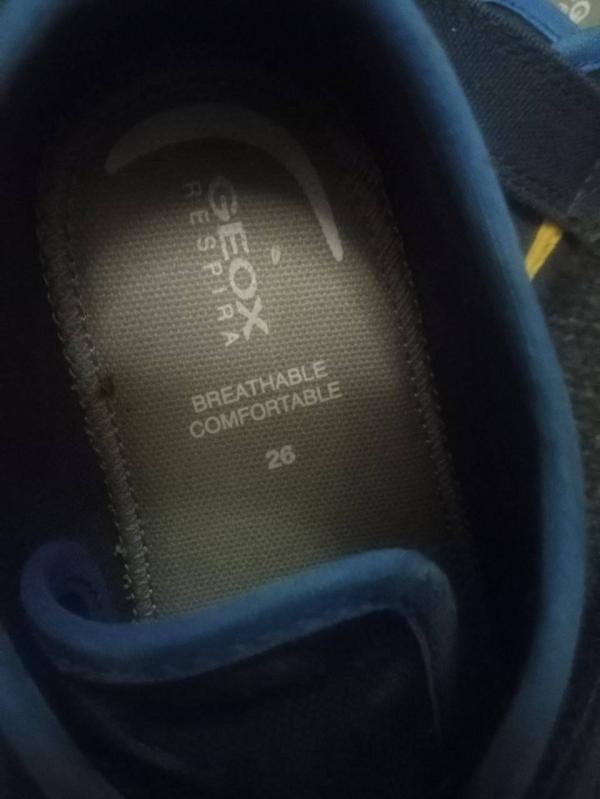 GEOX
RESPIRA
BREATHABLE
COMFORTABLE
26